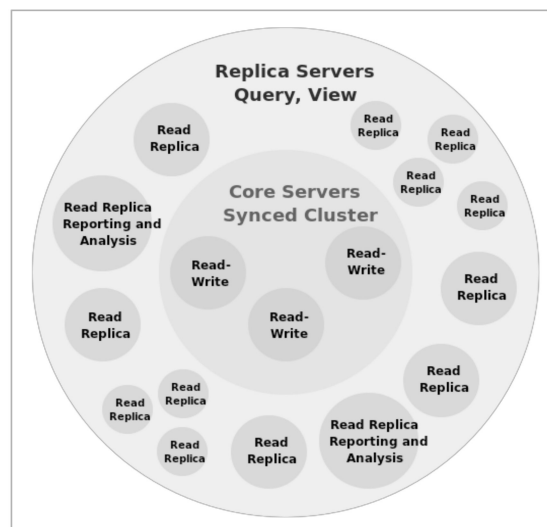 Replica Servers
Query, View
Read
Replica
Read
Replica
Read
Replica
Read
Replica
Read
Replica
Core Servers
Synced Cluster
Read Replica
Reporting and
Analysis
Read-
Write
Read-
Write
Read-
Write
Read
Replica
Read
Replica
Read
Replica
Read
Replica
Read
Replica
Read
Replica
Read
Replica
Read Replica
Reporting and
Analysis